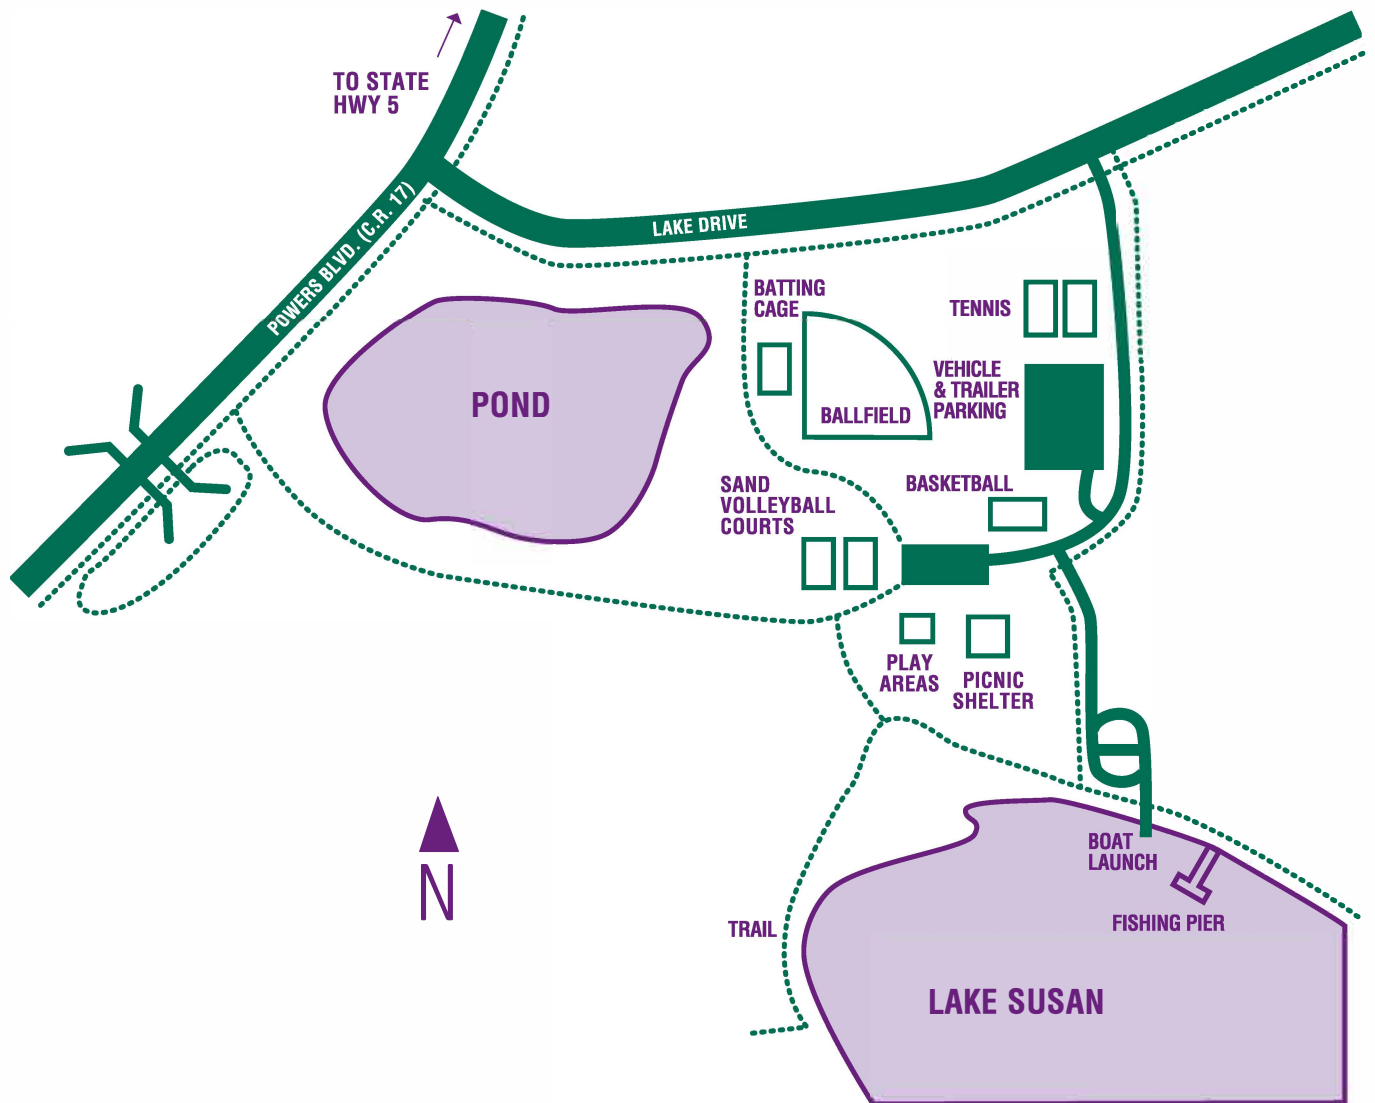 TO STATE
HWY 5
POWERS BLVD. (C.R. 17)
LAKE DRIVE
BATTING
CAGE
TENNIS
VEHICLE
& TRAILER
PARKING
POND
BALLFIELD
SAND
VOLLEYBALL
COURTS
BASKETBALL
PLAY
AREAS
PICNIC
SHELTER
N
BOAT
LAUNCH
TRAIL
FISHING PIER
LAKE SUSAN